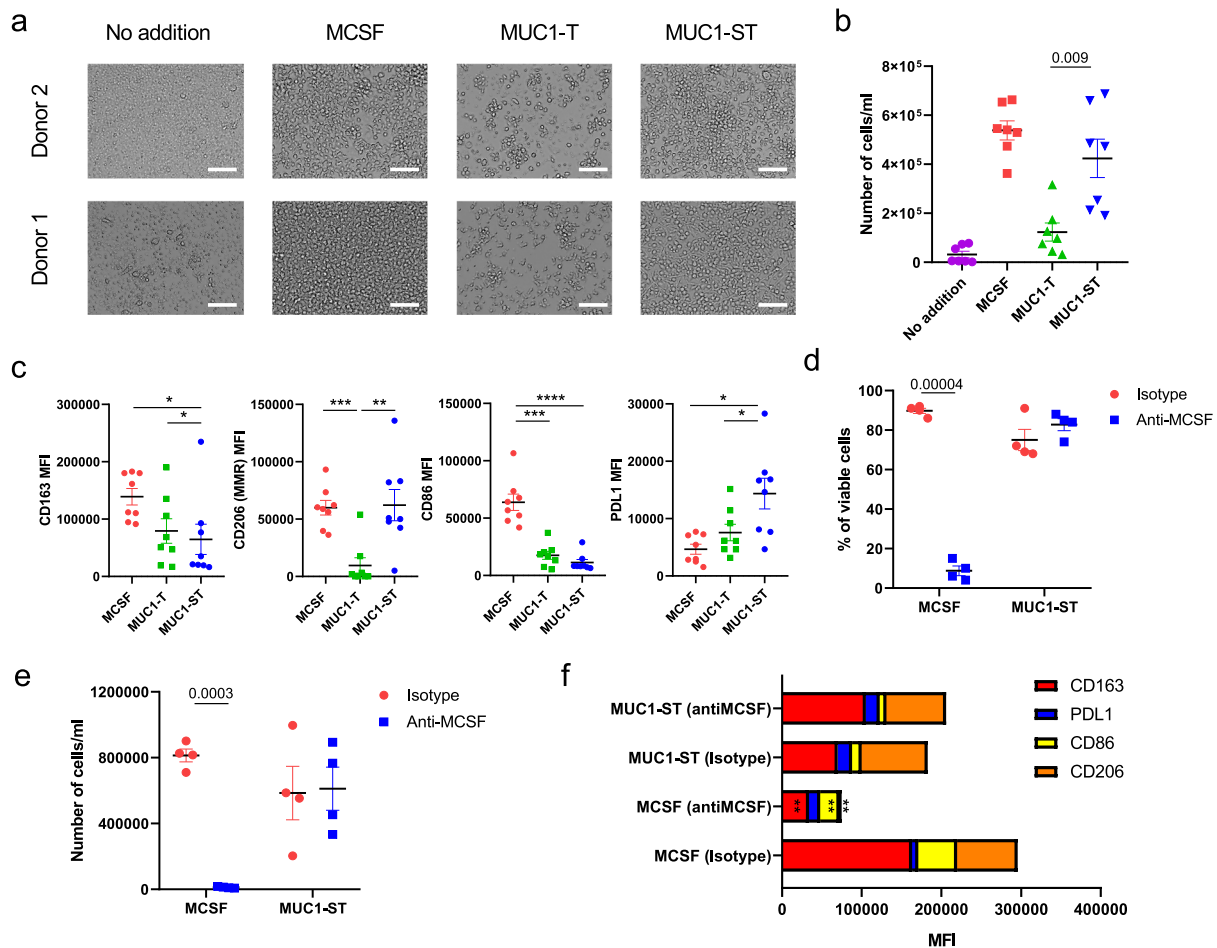 a
No addition
MCSF
MUC1-T
MUC1-ST
Donor 2
Donor 1
b
Number of cells/ml
8×10⁵
6×10⁵
4×10⁵
2×10⁵
0
0.009
No addition
MCSF
MUC1-T
MUC1-ST
c
CD163 MFI
300000
200000
100000
0
*
*
MCSF
MUC1-T
MUC1-ST
CD206 (MMR) MFI
150000
100000
50000
0
***
**
MCSF
MUC1-T
MUC1-ST
CD86 MFI
150000
100000
50000
0
****
***
MCSF
MUC1-T
MUC1-ST
PDL1 MFI
30000
20000
10000
0
*
*
MCSF
MUC1-T
MUC1-ST
d
% of viable cells
100
80
60
40
20
0
0.00004
MCSF
MUC1-ST
Isotype
Anti-MCSF
e
Number of cells/ml
1200000
800000
400000
0
0.0003
MCSF
MUC1-ST
Isotype
Anti-MCSF
f
MUC1-ST (antiMCSF)
MUC1-ST (Isotype)
MCSF (antiMCSF)
MCSF (Isotype)
**
**
**
0
100000
200000
300000
400000
MFI
CD163
PDL1
CD86
CD206